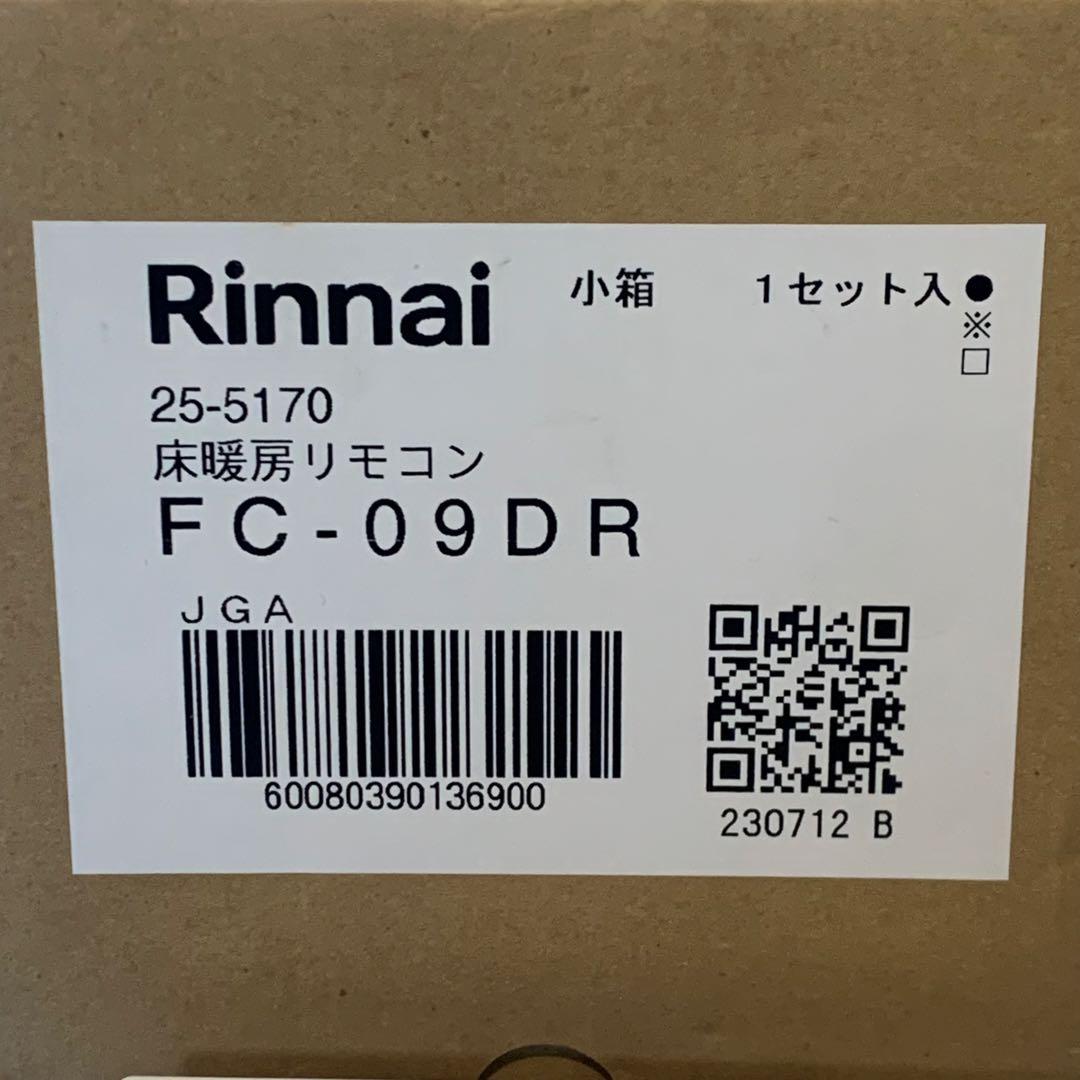 Rinnai 小箱 1セット入●
※
□
25-5170
床暖房リモコン
FC-09DR
JGA
60080390136900
230712 B